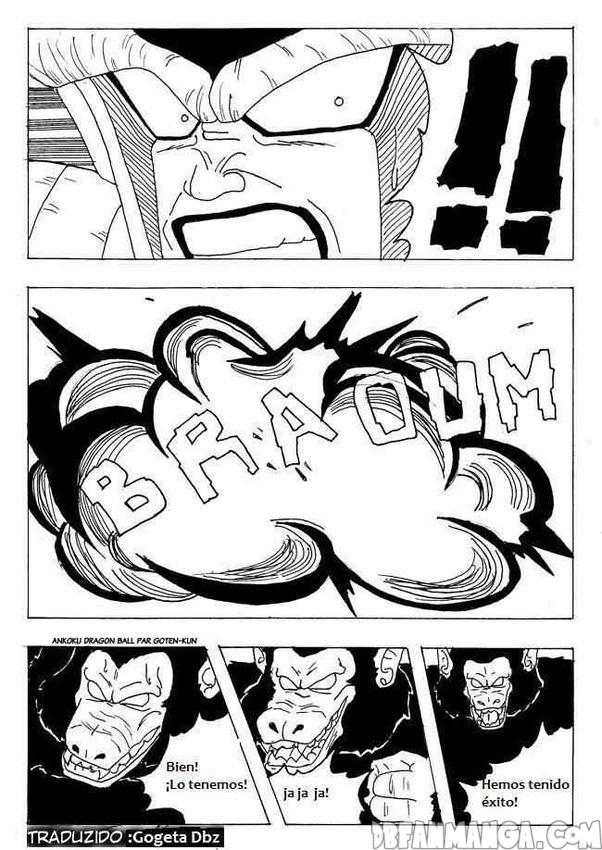 !!
BRAOUM
ANKOKU DRAGON BALL PAR GOTEN-KUN
Bien!
¡Lo tenemos!
ja ja ja!
Hemos tenido
éxito!
TRADUZIDO :Gogeta Dbz
DBFANMANGA.COM